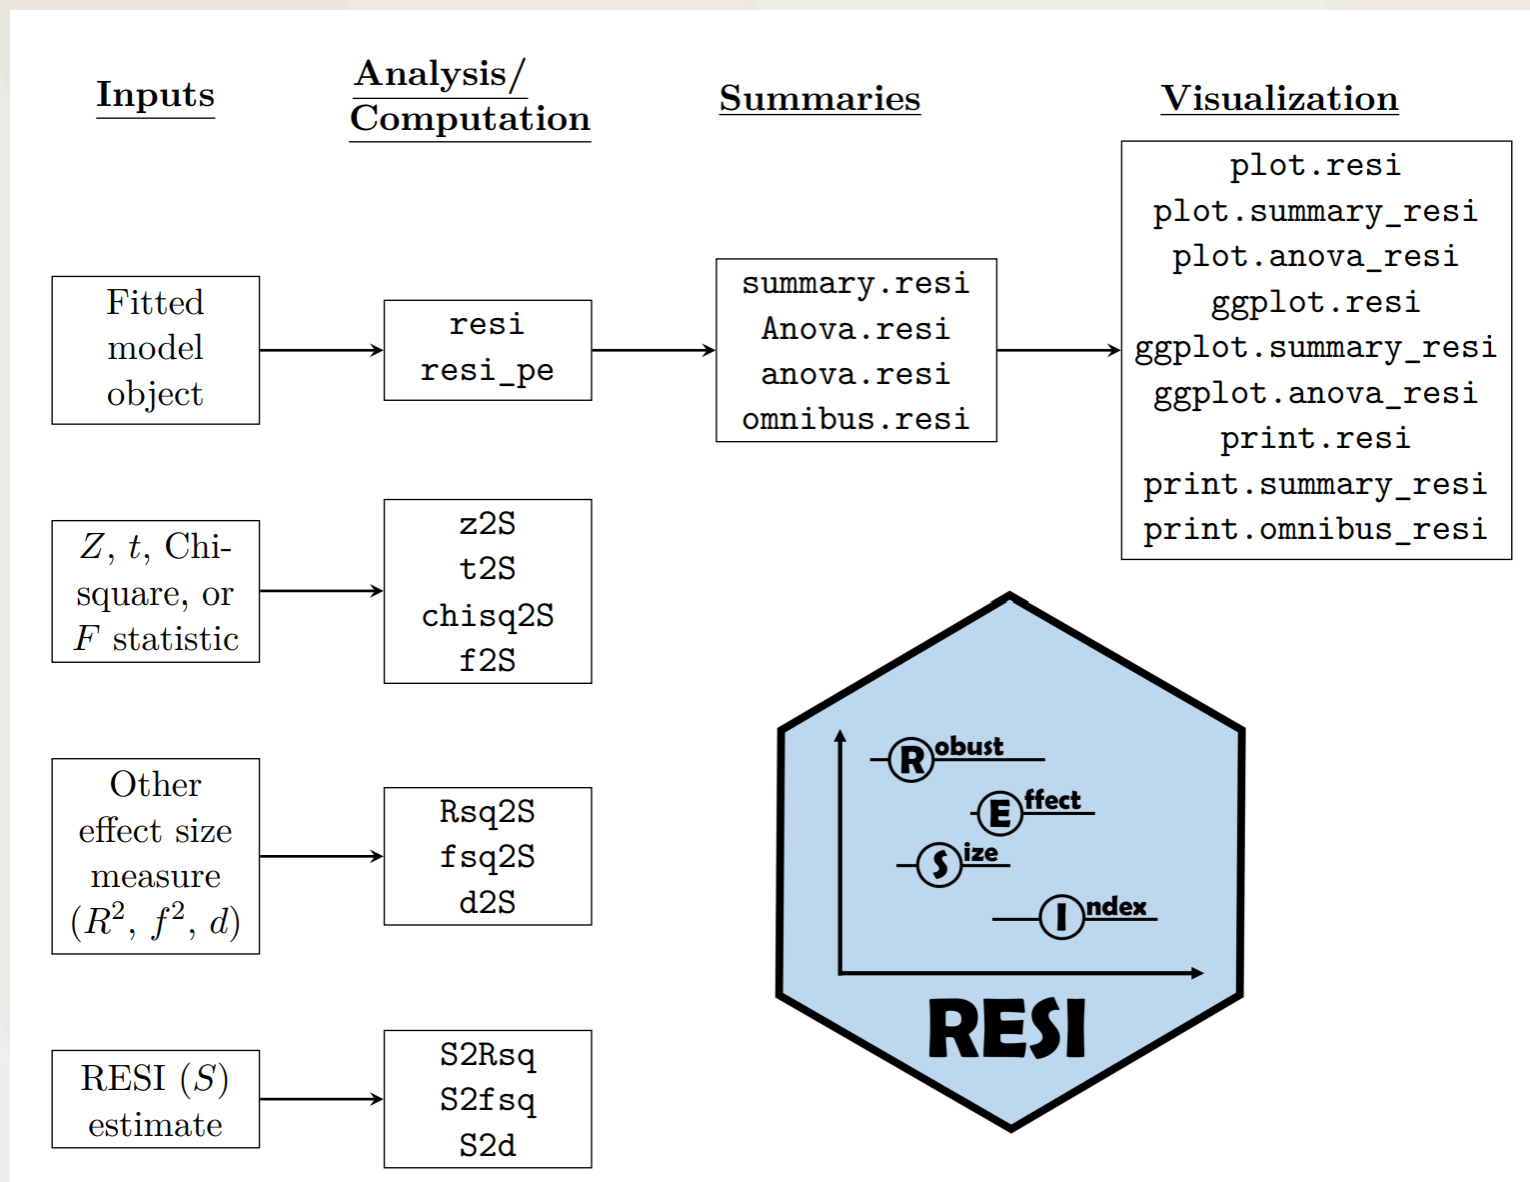 Inputs
Analysis/
Computation
Summaries
Visualization
Fitted
model
object
resi
resi_pe
summary.resi
Anova.resi
anova.resi
omnibus.resi
plot.resi
plot.summary_resi
plot.anova_resi
ggplot.resi
ggplot.summary_resi
ggplot.anova_resi
print.resi
print.summary_resi
print.omnibus_resi
Z, t, Chi-
square, or
F statistic
z2S
t2S
chisq2S
f2S
Other
effect size
measure
(R², f², d)
Rsq2S
fsq2S
d2S
RESI (S)
estimate
S2Rsq
S2fsq
S2d
Robust
Effect
Size
Index
RESI